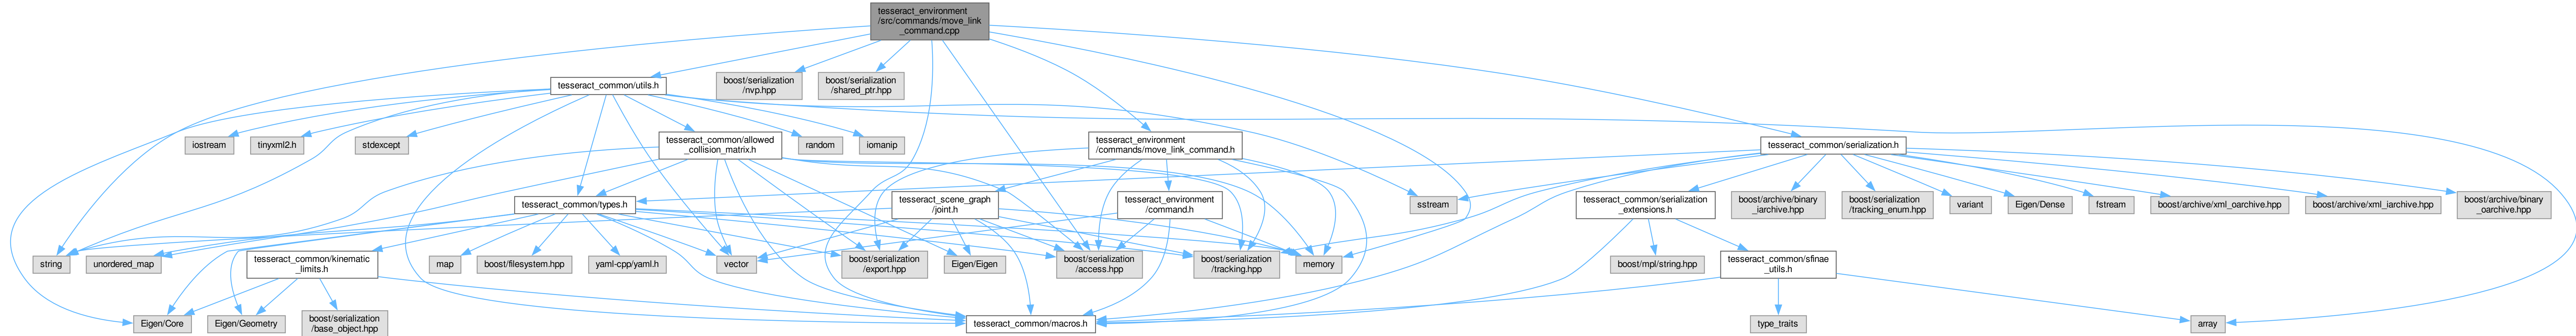 tesseract_environment
/src/commands/move_link
_command.cpp
boost/serialization
/nvp.hpp
boost/serialization
/shared_ptr.hpp
tesseract_common/utils.h
iostream
tinyxml2.h
stdexcept
tesseract_common/allowed
_collision_matrix.h
random
iomanip
tesseract_environment
/commands/move_link_command.h
tesseract_common/serialization.h
tesseract_common/types.h
tesseract_scene_graph
/joint.h
tesseract_environment
/command.h
sstream
tesseract_common/serialization
_extensions.h
boost/archive/binary
_iarchive.hpp
boost/serialization
/tracking_enum.hpp
variant
Eigen/Dense
fstream
boost/archive/xml_oarchive.hpp
boost/archive/xml_iarchive.hpp
boost/archive/binary
_oarchive.hpp
string
unordered_map
tesseract_common/kinematic
_limits.h
map
boost/filesystem.hpp
yaml-cpp/yaml.h
vector
boost/serialization
/export.hpp
Eigen/Eigen
boost/serialization
/access.hpp
boost/serialization
/tracking.hpp
memory
boost/mpl/string.hpp
tesseract_common/sfinae
_utils.h
Eigen/Core
Eigen/Geometry
boost/serialization
/base_object.hpp
tesseract_common/macros.h
type_traits
array